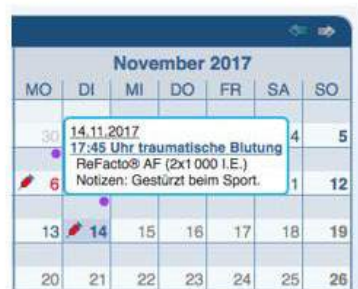 November 2017
MO DI MI DO FR SA SO
30 4 5
14.11.2017
17:45 Uhr traumatische Blutung
ReFacto® AF (2x1 000 I.E.)
Notizen: Gestürzt beim Sport.
6 1 12
13 14 15 16 17 18 19
20 21 22 23 24 25 26